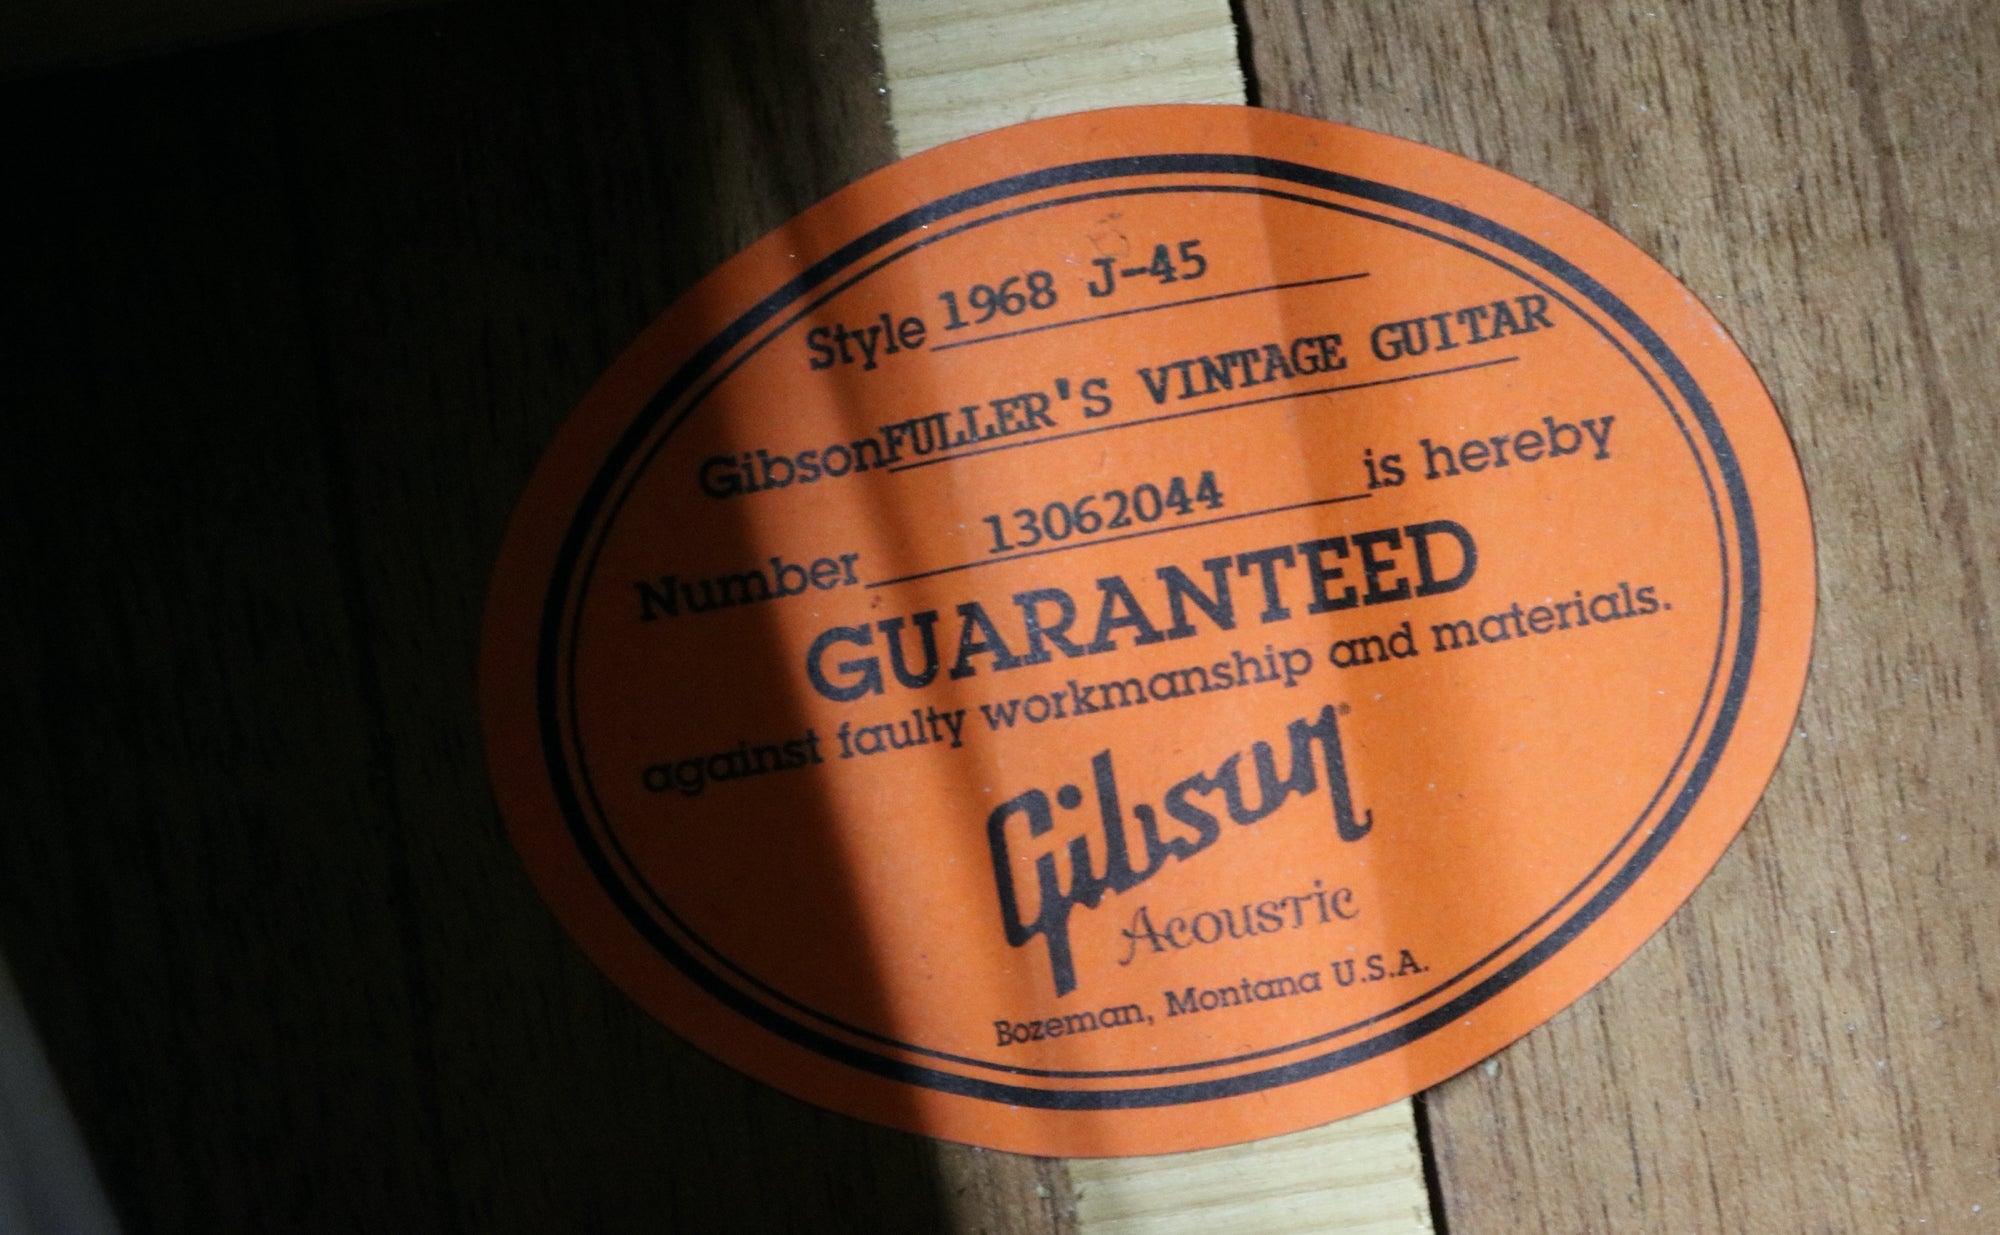 Style 1968 J-45
Gibson FULLER'S VINTAGE GUITAR
Number 13062044 is hereby
GUARANTEED
against faulty workmanship and materials.
Gibson®
Acoustic
Bozeman, Montana U.S.A.